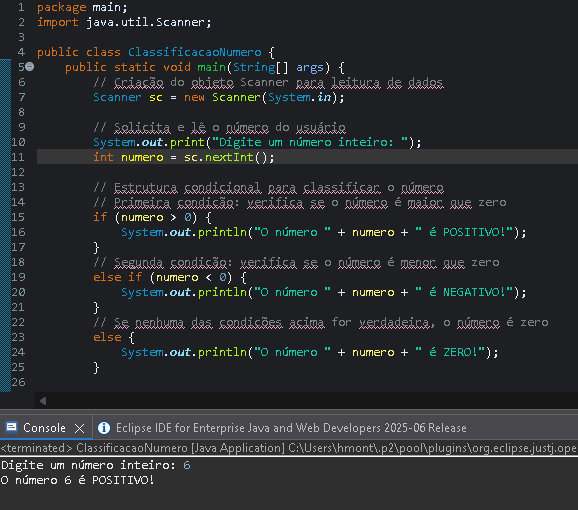 1 package main;
2 import java.util.Scanner;
3
4 public class ClassificacaoNumero {
5     public static void main(String[] args) {
6         // Criação do objeto Scanner para leitura de dados
7         Scanner sc = new Scanner(System.in);
8
9         // Solicita e lê o número do usuário
10         System.out.print("Digite um número inteiro: ");
11         int numero = sc.nextInt();
12
13         // Estrutura condicional para classificar o número
14         // Primeira condição: verifica se o número é maior que zero
15         if (numero > 0) {
16             System.out.println("O número " + numero + " é POSITIVO!");
17         }
18         // Segunda condição: verifica se o número é menor que zero
19         else if (numero < 0) {
20             System.out.println("O número " + numero + " é NEGATIVO!");
21         }
22         // Se nenhuma das condições acima for verdadeira, o número é zero
23         else {
24             System.out.println("O número " + numero + " é ZERO!");
25         }
26
Console Eclipse IDE for Enterprise Java and Web Developers 2025-06 Release
<terminated> ClassificacaoNumero [Java Application] C:\Users\hmont\.p2\pool\plugins\org.eclipse.justj.ope
Digite um número inteiro: 6
O número 6 é POSITIVO!